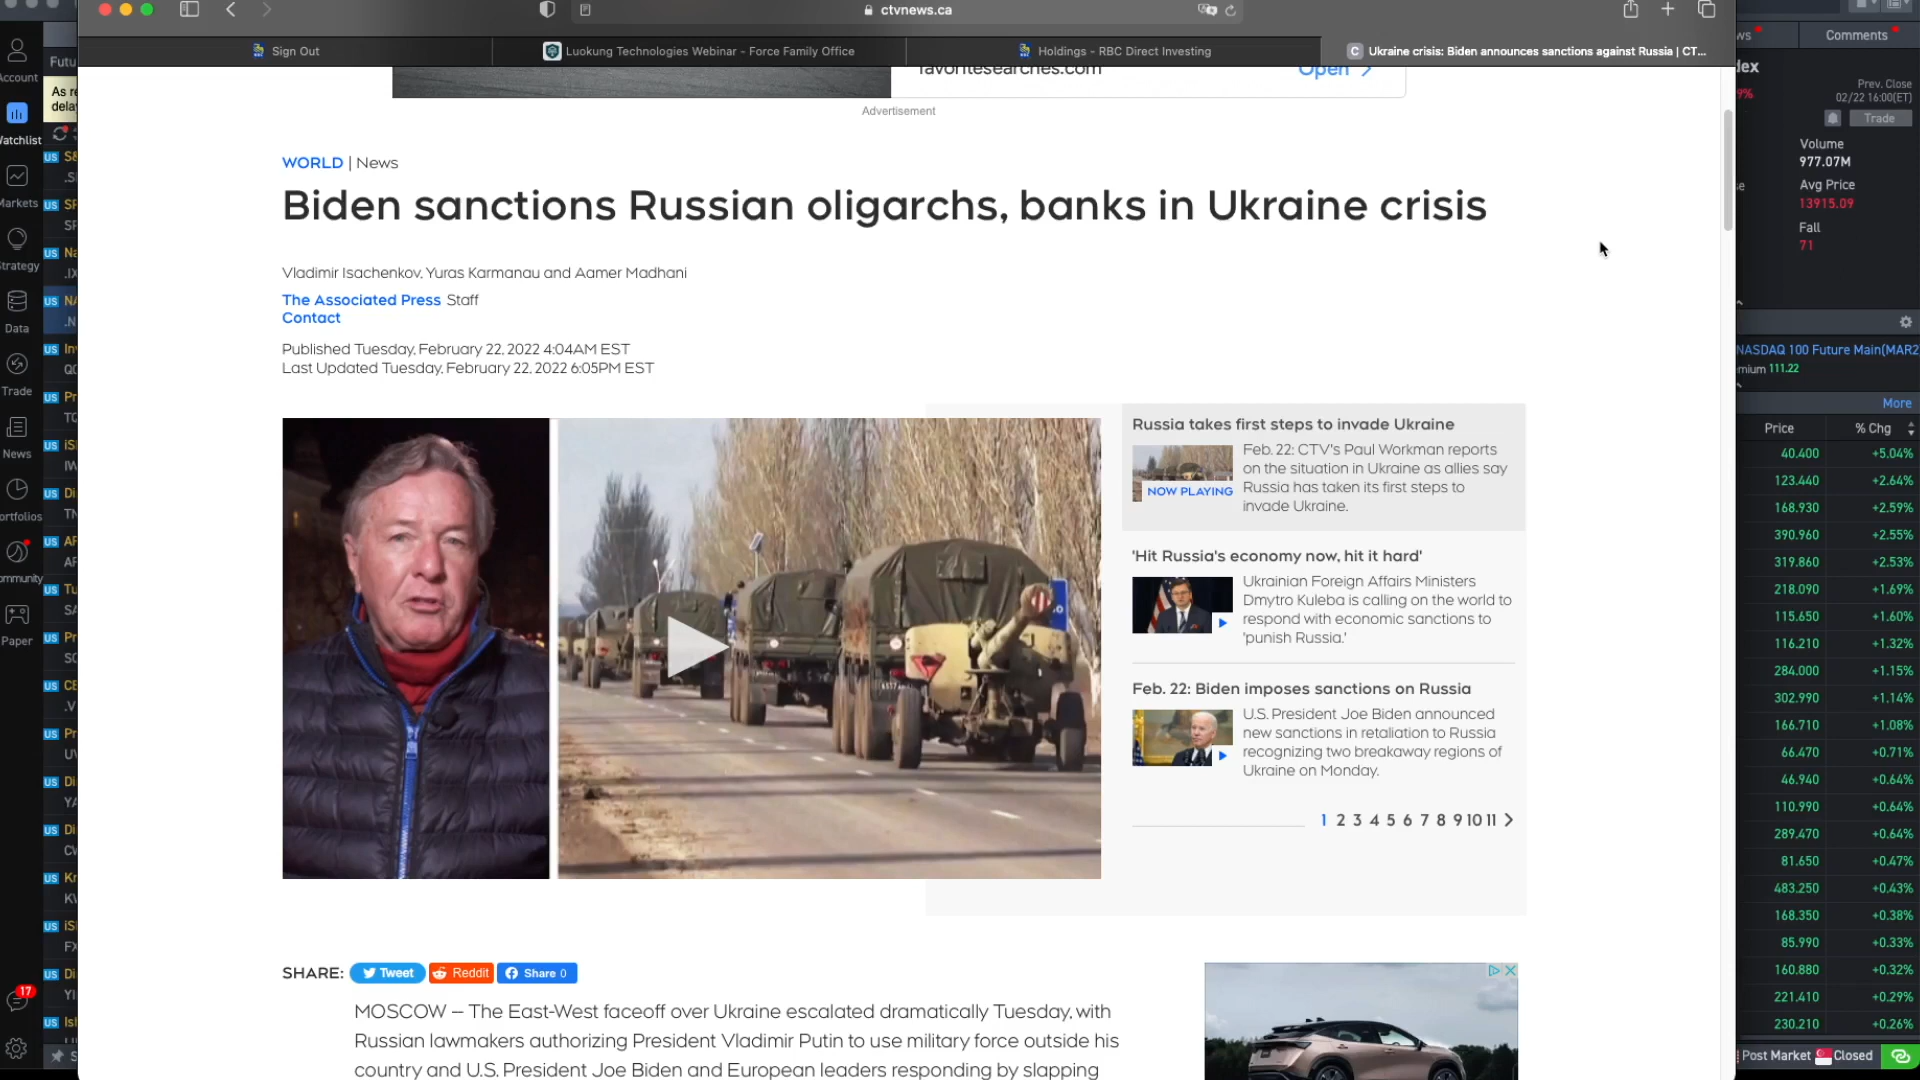 ctvnews.ca
Sign Out
Luokung Technologies Webinar - Force Family Office
Holdings - RBC Direct Investing
Ukraine crisis: Biden announces sanctions against Russia | CT...
Comments
Account
Futu
As re
dela
Watchlist
Markets
Strategy
Data
Trade
News
Portfolios
Community
Paper
17
favoritesearches.com
Open
Advertisement
WORLD | News
Biden sanctions Russian oligarchs, banks in Ukraine crisis
Vladimir Isachenkov, Yuras Karmanau and Aamer Madhani
The Associated Press Staff
Contact
Published Tuesday, February 22, 2022 4:04AM EST
Last Updated Tuesday, February 22, 2022 6:05PM EST
Russia takes first steps to invade Ukraine
Feb. 22: CTV's Paul Workman reports
on the situation in Ukraine as allies say
Russia has taken its first steps to
invade Ukraine.
NOW PLAYING
'Hit Russia's economy now, hit it hard'
Ukrainian Foreign Affairs Ministers
Dmytro Kuleba is calling on the world to
respond with economic sanctions to
'punish Russia.'
Feb. 22: Biden imposes sanctions on Russia
U.S. President Joe Biden announced
new sanctions in retaliation to Russia
recognizing two breakaway regions of
Ukraine on Monday.
1 2 3 4 5 6 7 8 9 10 11
SHARE: Tweet Reddit Share 0
MOSCOW — The East-West faceoff over Ukraine escalated dramatically Tuesday, with
Russian lawmakers authorizing President Vladimir Putin to use military force outside his
country and U.S. President Joe Biden and European leaders responding by slapping
Prev. Close
02/22 16:00(ET)
Trade
Volume
977.07M
Avg Price
13915.09
Fall
71
NASDAQ 100 Future Main(MAR2
mium 111.22
More
Price % Chg
40.400 +5.04%
123.440 +2.64%
168.930 +2.59%
390.960 +2.55%
319.860 +2.53%
218.090 +1.69%
115.650 +1.60%
116.210 +1.32%
284.000 +1.15%
302.990 +1.14%
166.710 +1.08%
66.470 +0.71%
46.940 +0.64%
110.990 +0.64%
289.470 +0.64%
81.650 +0.47%
483.250 +0.43%
168.350 +0.38%
85.990 +0.33%
160.880 +0.32%
221.410 +0.29%
230.210 +0.26%
Post Market Closed